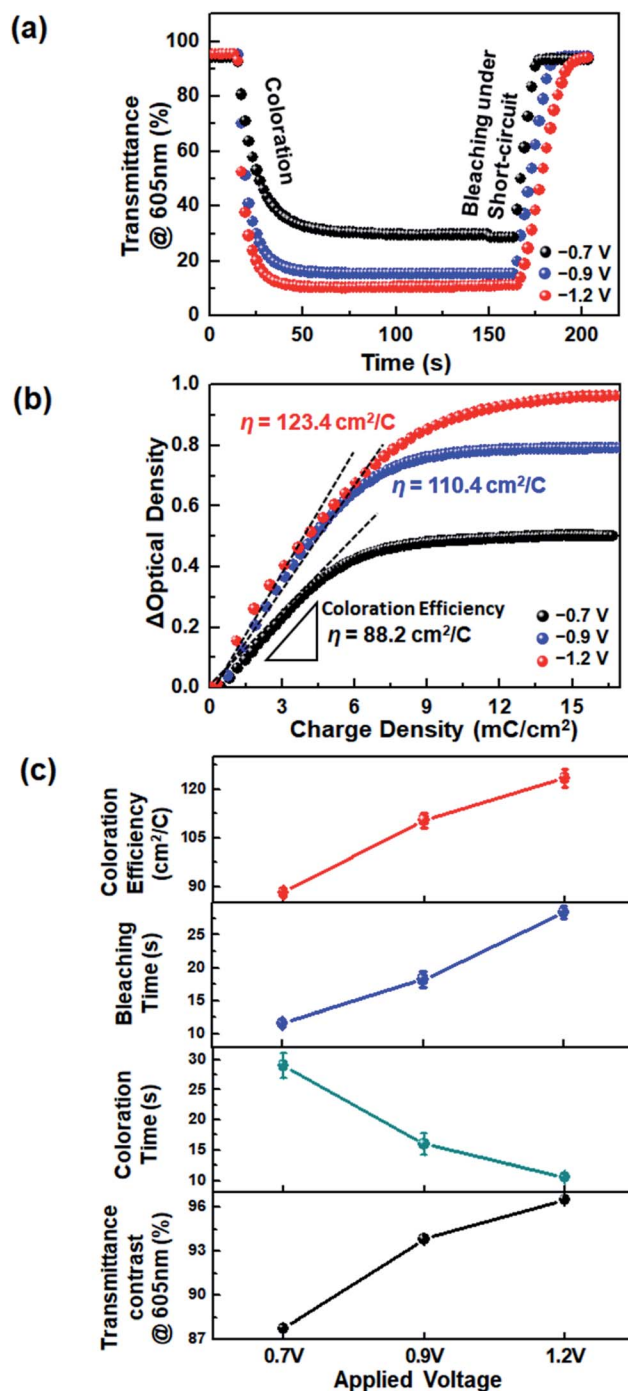 (a)
100
80
60
40
20
0
Transmittance
@ 605nm (%)
Coloration
Bleaching under
Short-circuit
−0.7 V
−0.9 V
−1.2 V
0 50 100 150 200
Time (s)
(b)
1.0
0.8
0.6
0.4
0.2
0.0
ΔOptical Density
η = 123.4 cm²/C
η = 110.4 cm²/C
Coloration Efficiency
η = 88.2 cm²/C
−0.7 V
−0.9 V
−1.2 V
0 3 6 9 12 15
Charge Density (mC/cm²)
(c)
Coloration
Efficiency
(cm²/C)
120
105
90
Bleaching
Time (s)
25
20
15
10
Coloration
Time (s)
30
25
20
15
10
Transmittance
contrast
@ 605nm (%)
96
93
90
87
0.7V 0.9V 1.2V
Applied Voltage